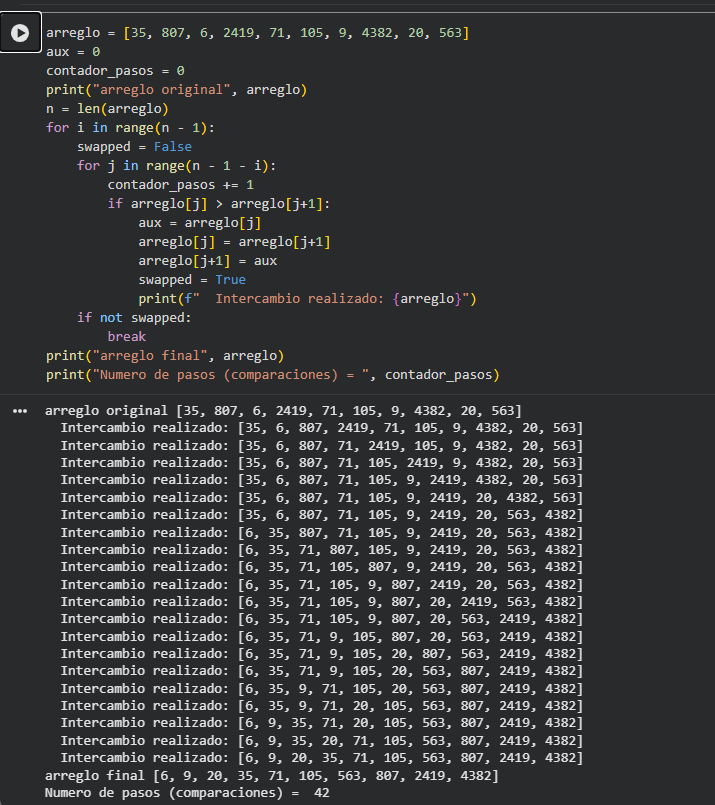 arreglo = [35, 807, 6, 2419, 71, 105, 9, 4382, 20, 563]
aux = 0
contador_pasos = 0
print("arreglo original", arreglo)
n = len(arreglo)
for i in range(n - 1):
    swapped = False
    for j in range(n - 1 - i):
        contador_pasos += 1
        if arreglo[j] > arreglo[j+1]:
            aux = arreglo[j]
            arreglo[j] = arreglo[j+1]
            arreglo[j+1] = aux
            swapped = True
            print(f"  Intercambio realizado: {arreglo}")
    if not swapped:
        break
print("arreglo final", arreglo)
print("Numero de pasos (comparaciones) = ", contador_pasos)
arreglo original [35, 807, 6, 2419, 71, 105, 9, 4382, 20, 563]
  Intercambio realizado: [35, 6, 807, 2419, 71, 105, 9, 4382, 20, 563]
  Intercambio realizado: [35, 6, 807, 71, 2419, 105, 9, 4382, 20, 563]
  Intercambio realizado: [35, 6, 807, 71, 105, 2419, 9, 4382, 20, 563]
  Intercambio realizado: [35, 6, 807, 71, 105, 9, 2419, 4382, 20, 563]
  Intercambio realizado: [35, 6, 807, 71, 105, 9, 2419, 20, 4382, 563]
  Intercambio realizado: [35, 6, 807, 71, 105, 9, 2419, 20, 563, 4382]
  Intercambio realizado: [6, 35, 807, 71, 105, 9, 2419, 20, 563, 4382]
  Intercambio realizado: [6, 35, 71, 807, 105, 9, 2419, 20, 563, 4382]
  Intercambio realizado: [6, 35, 71, 105, 807, 9, 2419, 20, 563, 4382]
  Intercambio realizado: [6, 35, 71, 105, 9, 807, 2419, 20, 563, 4382]
  Intercambio realizado: [6, 35, 71, 105, 9, 807, 20, 2419, 563, 4382]
  Intercambio realizado: [6, 35, 71, 105, 9, 807, 20, 563, 2419, 4382]
  Intercambio realizado: [6, 35, 71, 9, 105, 807, 20, 563, 2419, 4382]
  Intercambio realizado: [6, 35, 71, 9, 105, 20, 807, 563, 2419, 4382]
  Intercambio realizado: [6, 35, 71, 9, 105, 20, 563, 807, 2419, 4382]
  Intercambio realizado: [6, 35, 9, 71, 105, 20, 563, 807, 2419, 4382]
  Intercambio realizado: [6, 35, 9, 71, 20, 105, 563, 807, 2419, 4382]
  Intercambio realizado: [6, 9, 35, 71, 20, 105, 563, 807, 2419, 4382]
  Intercambio realizado: [6, 9, 35, 20, 71, 105, 563, 807, 2419, 4382]
  Intercambio realizado: [6, 9, 20, 35, 71, 105, 563, 807, 2419, 4382]
arreglo final [6, 9, 20, 35, 71, 105, 563, 807, 2419, 4382]
Numero de pasos (comparaciones) =  42